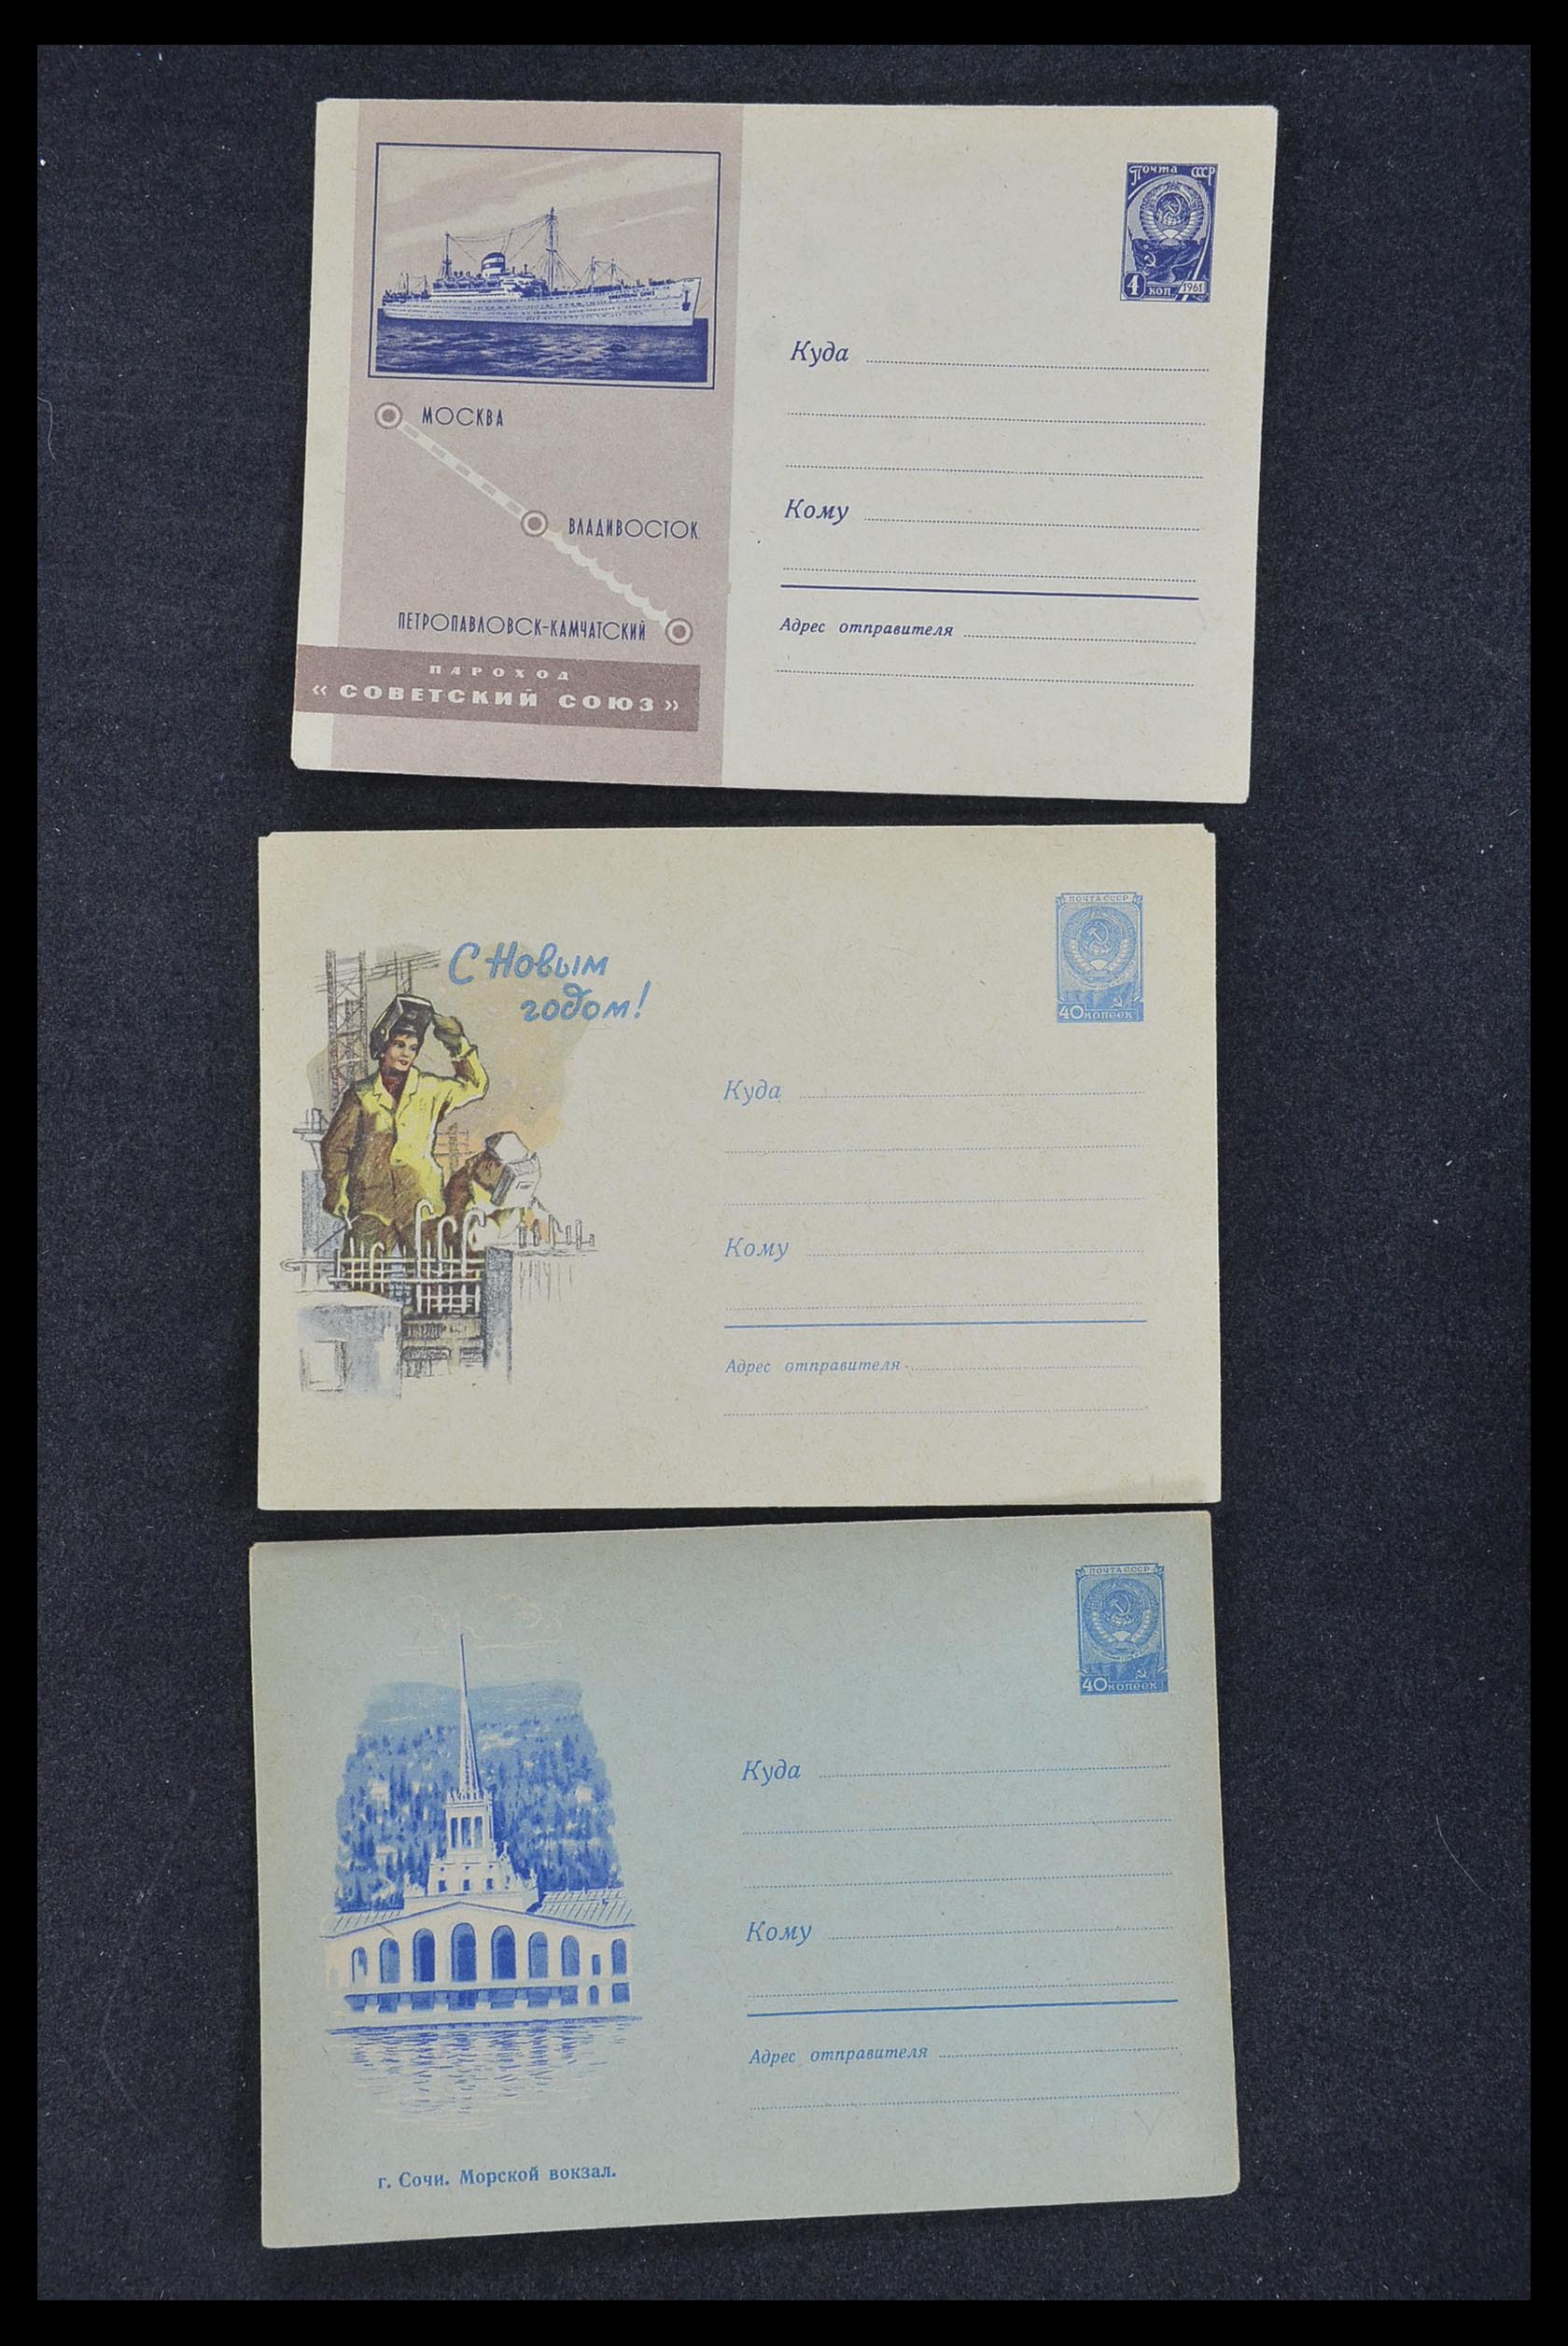 Почта СССР
4 коп. 1961
Куда
Кому
Адрес отправителя
МОСКВА
ВЛАДИВОСТОК
ПЕТРОПАВЛОВСК-КАМЧАТСКИЙ
ПАРОХОД
«СОВЕТСКИЙ СОЮЗ»
С Новым
годом!
ПОЧТА СССР
40 копеек
Куда
Кому
Адрес отправителя
ПОЧТА СССР
40 копеек
Куда
Кому
Адрес отправителя
г. Сочи. Морской вокзал.